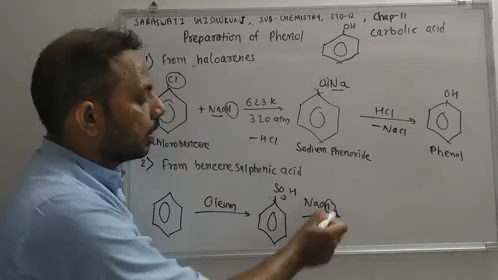 SARASWATI SHISHUKUNJ, SUB-CHEMISTRY, STD-12, Chap-11
Preparation of Phenol
OH
carbolic acid
1) from haloarenes
Cl
+ NaOH
623 K
320 atm
-HCl
ONa
HCl
-NaCl
OH
chlorobenzene
Sodium Phenoxide
Phenol
2) from benzene sulphonic acid
Oleum
SO3H
NaOH